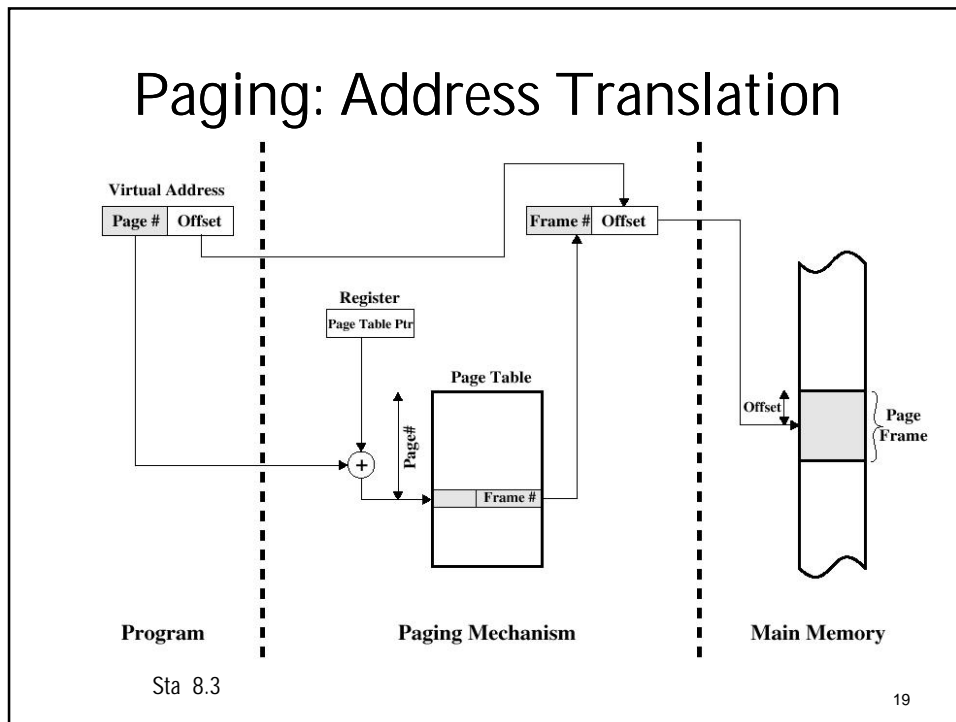 Paging: Address Translation
Virtual Address
Page # Offset
Frame # Offset
Register
Page Table Ptr
Page Table
Page#
+
Frame #
Offset
Page
Frame
Program
Paging Mechanism
Main Memory
Sta 8.3
19